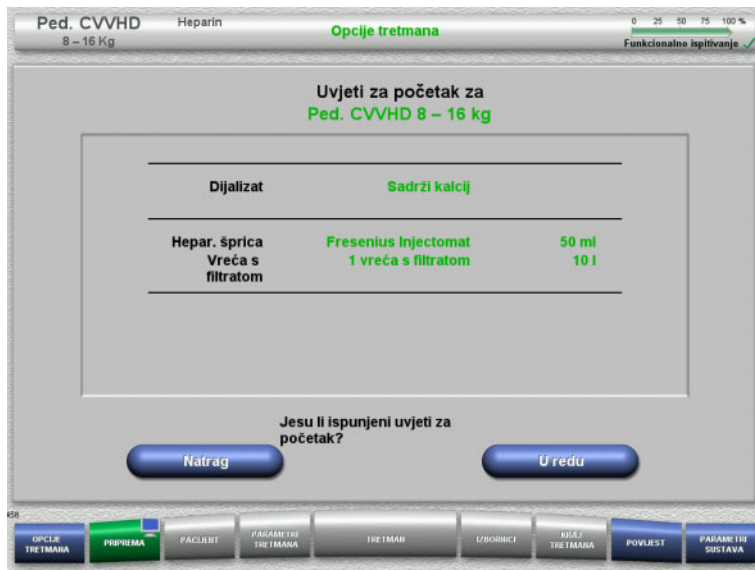 Ped. CVVHD Heparin Opcije tretmana 0 25 50 75 100 %
8 – 16 Kg Funkcionalno ispitivanje
Uvjeti za početak za
Ped. CVVHD 8 – 16 kg
Dijalizat Sadrži kalcij
Hepar. šprica Fresenius Injectomat 50 ml
Vreća s 1 vreća s filtratom 10 l
filtratom
Jesu li ispunjeni uvjeti za
početak?
Natrag U redu
458
OPCIJE TRETMANA PRIPREMA PACIJENT PARAMETRI TRETMANA TRETMAN IZBORNICI KRAJ TRETMANA POVIJEST PARAMETRI SUSTAVA